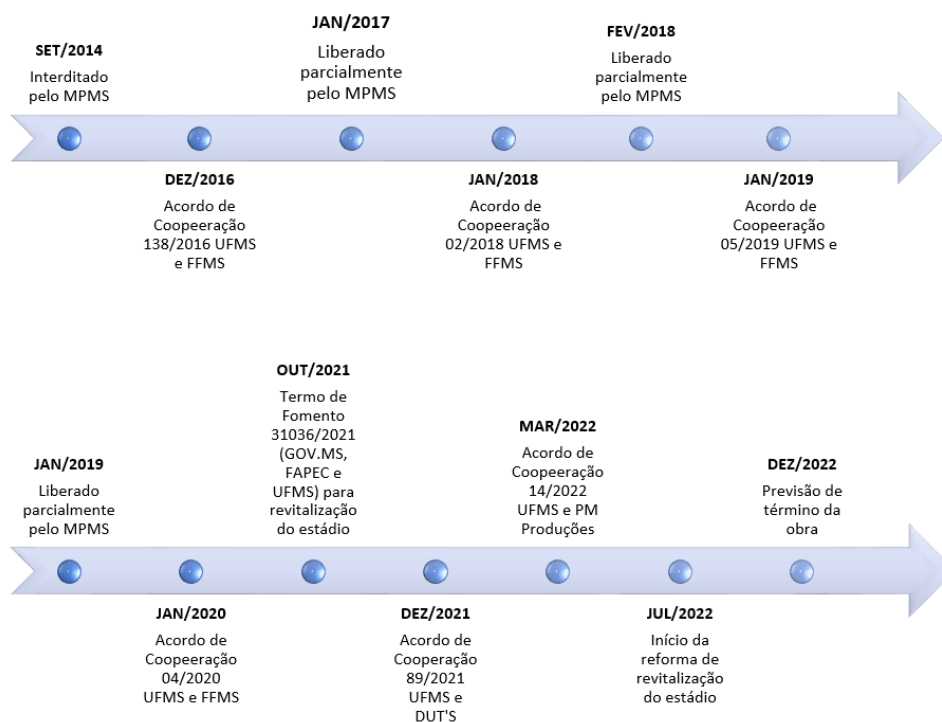 SET/2014
Interditado
pelo MPMS
DEZ/2016
Acordo de
Coopeeração
138/2016 UFMS
e FFMS
JAN/2017
Liberado
parcialmente
pelo MPMS
JAN/2018
Acordo de
Coopeeração
02/2018 UFMS e
FFMS
FEV/2018
Liberado
parcialmente
pelo MPMS
JAN/2019
Acordo de
Coopeeração
05/2019 UFMS e
FFMS
JAN/2019
Liberado
parcialmente
pelo MPMS
JAN/2020
Acordo de
Coopeeração
04/2020
UFMS e FFMS
OUT/2021
Termo de
Fomento
31036/2021
(GOV.MS,
FAPEC e
UFMS) para
revitalização
do estádio
DEZ/2021
Acordo de
Cooperação
89/2021
UFMS e
DUT'S
MAR/2022
Acordo de
Coopeeração
14/2022
UFMS e PM
Produções
JUL/2022
Início da
reforma de
revitalização
do estádio
DEZ/2022
Previsão de
término da
obra